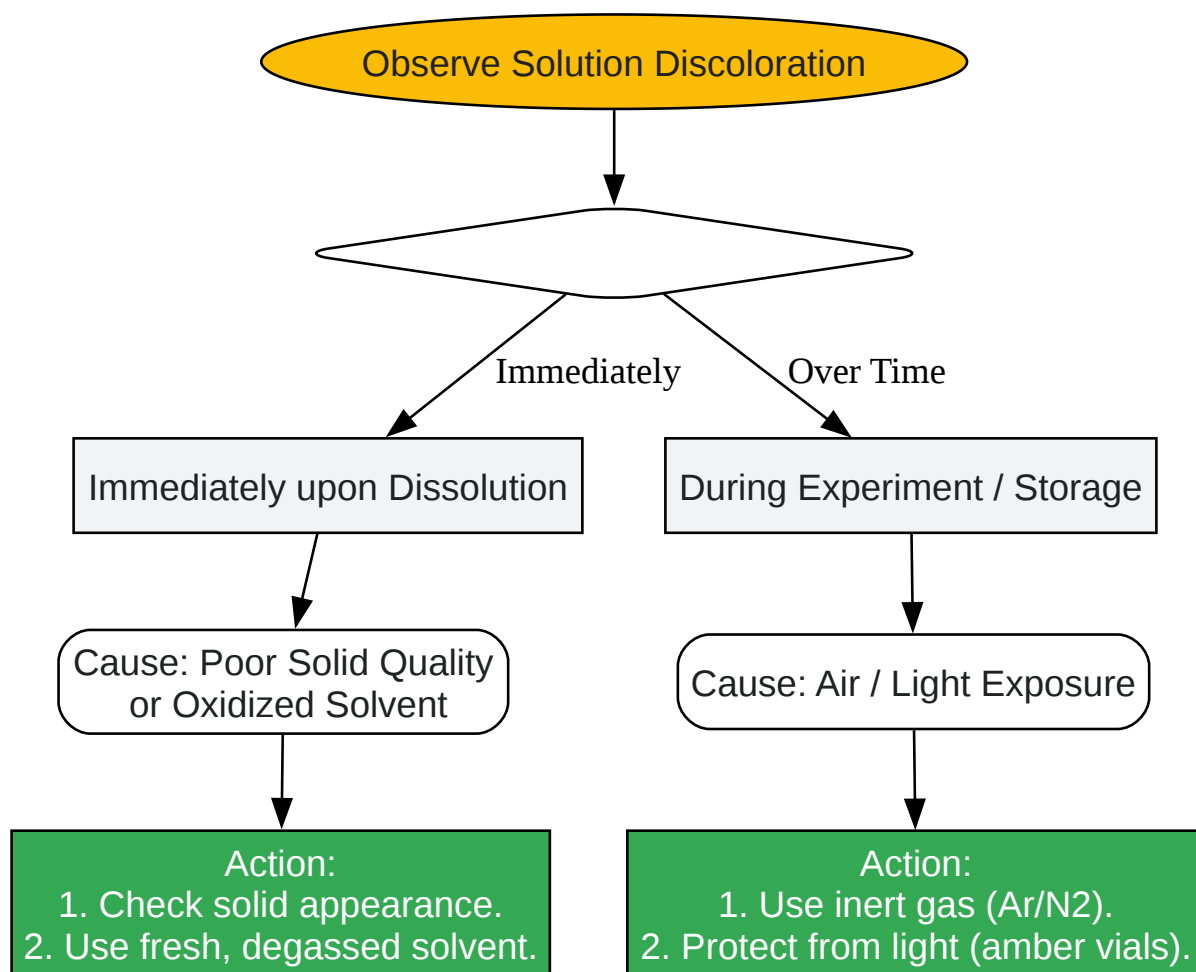 Observe Solution Discoloration
Immediately
Over Time
Immediately upon Dissolution
During Experiment / Storage
Cause: Poor Solid Quality
or Oxidized Solvent
Cause: Air / Light Exposure
Action:
1. Check solid appearance.
2. Use fresh, degassed solvent.
Action:
1. Use inert gas (Ar/N2).
2. Protect from light (amber vials).